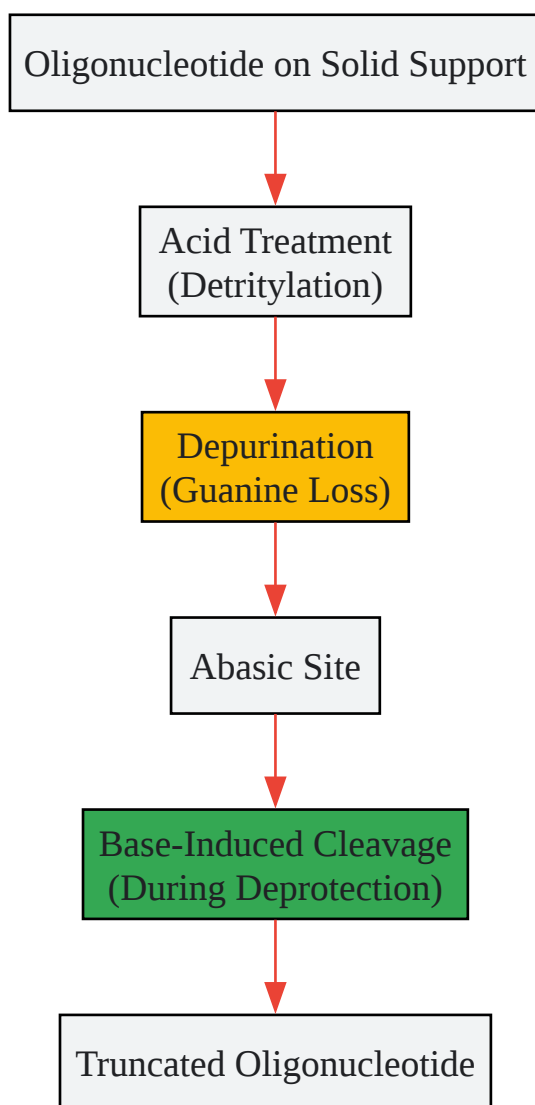 Oligonucleotide on Solid Support
Acid Treatment
(Detritylation)
Depurination
(Guanine Loss)
Abasic Site
Base-Induced Cleavage
(During Deprotection)
Truncated Oligonucleotide